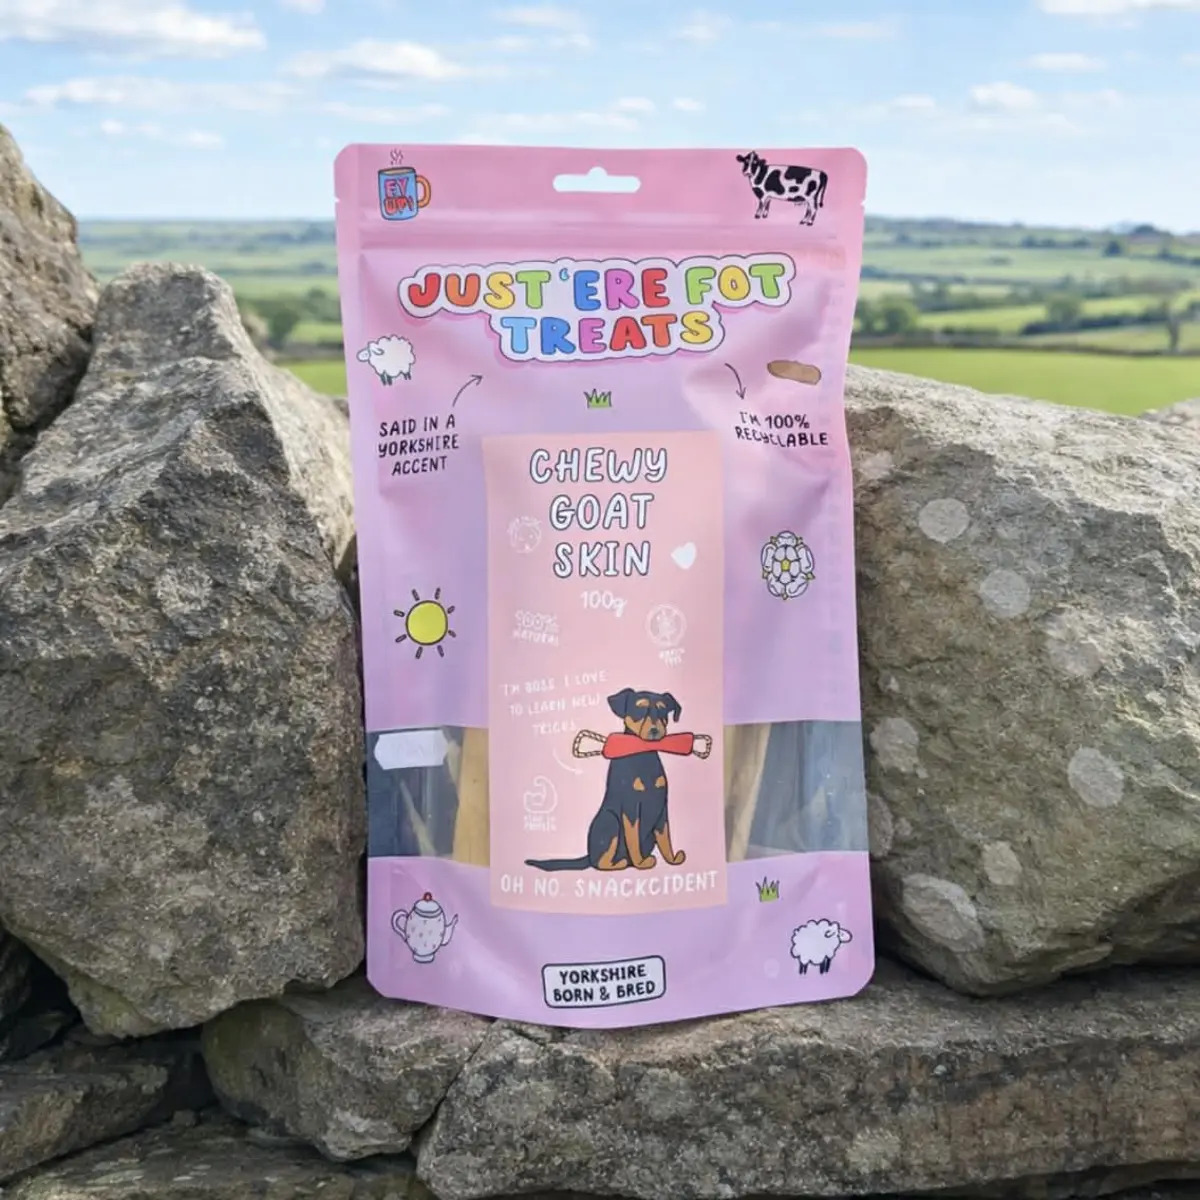 EY
UP!
JUST 'ERE FOT
TREATS
SAID IN A
YORKSHIRE
ACCENT
I'M 100%
RECYCLABLE
CHEWY
GOAT
SKIN
100g
100%
NATURAL
I'M BOSS I LOVE
TO LEARN NEW
TRICKS
OH NO, SNACKCIDENT
YORKSHIRE
BORN & BRED